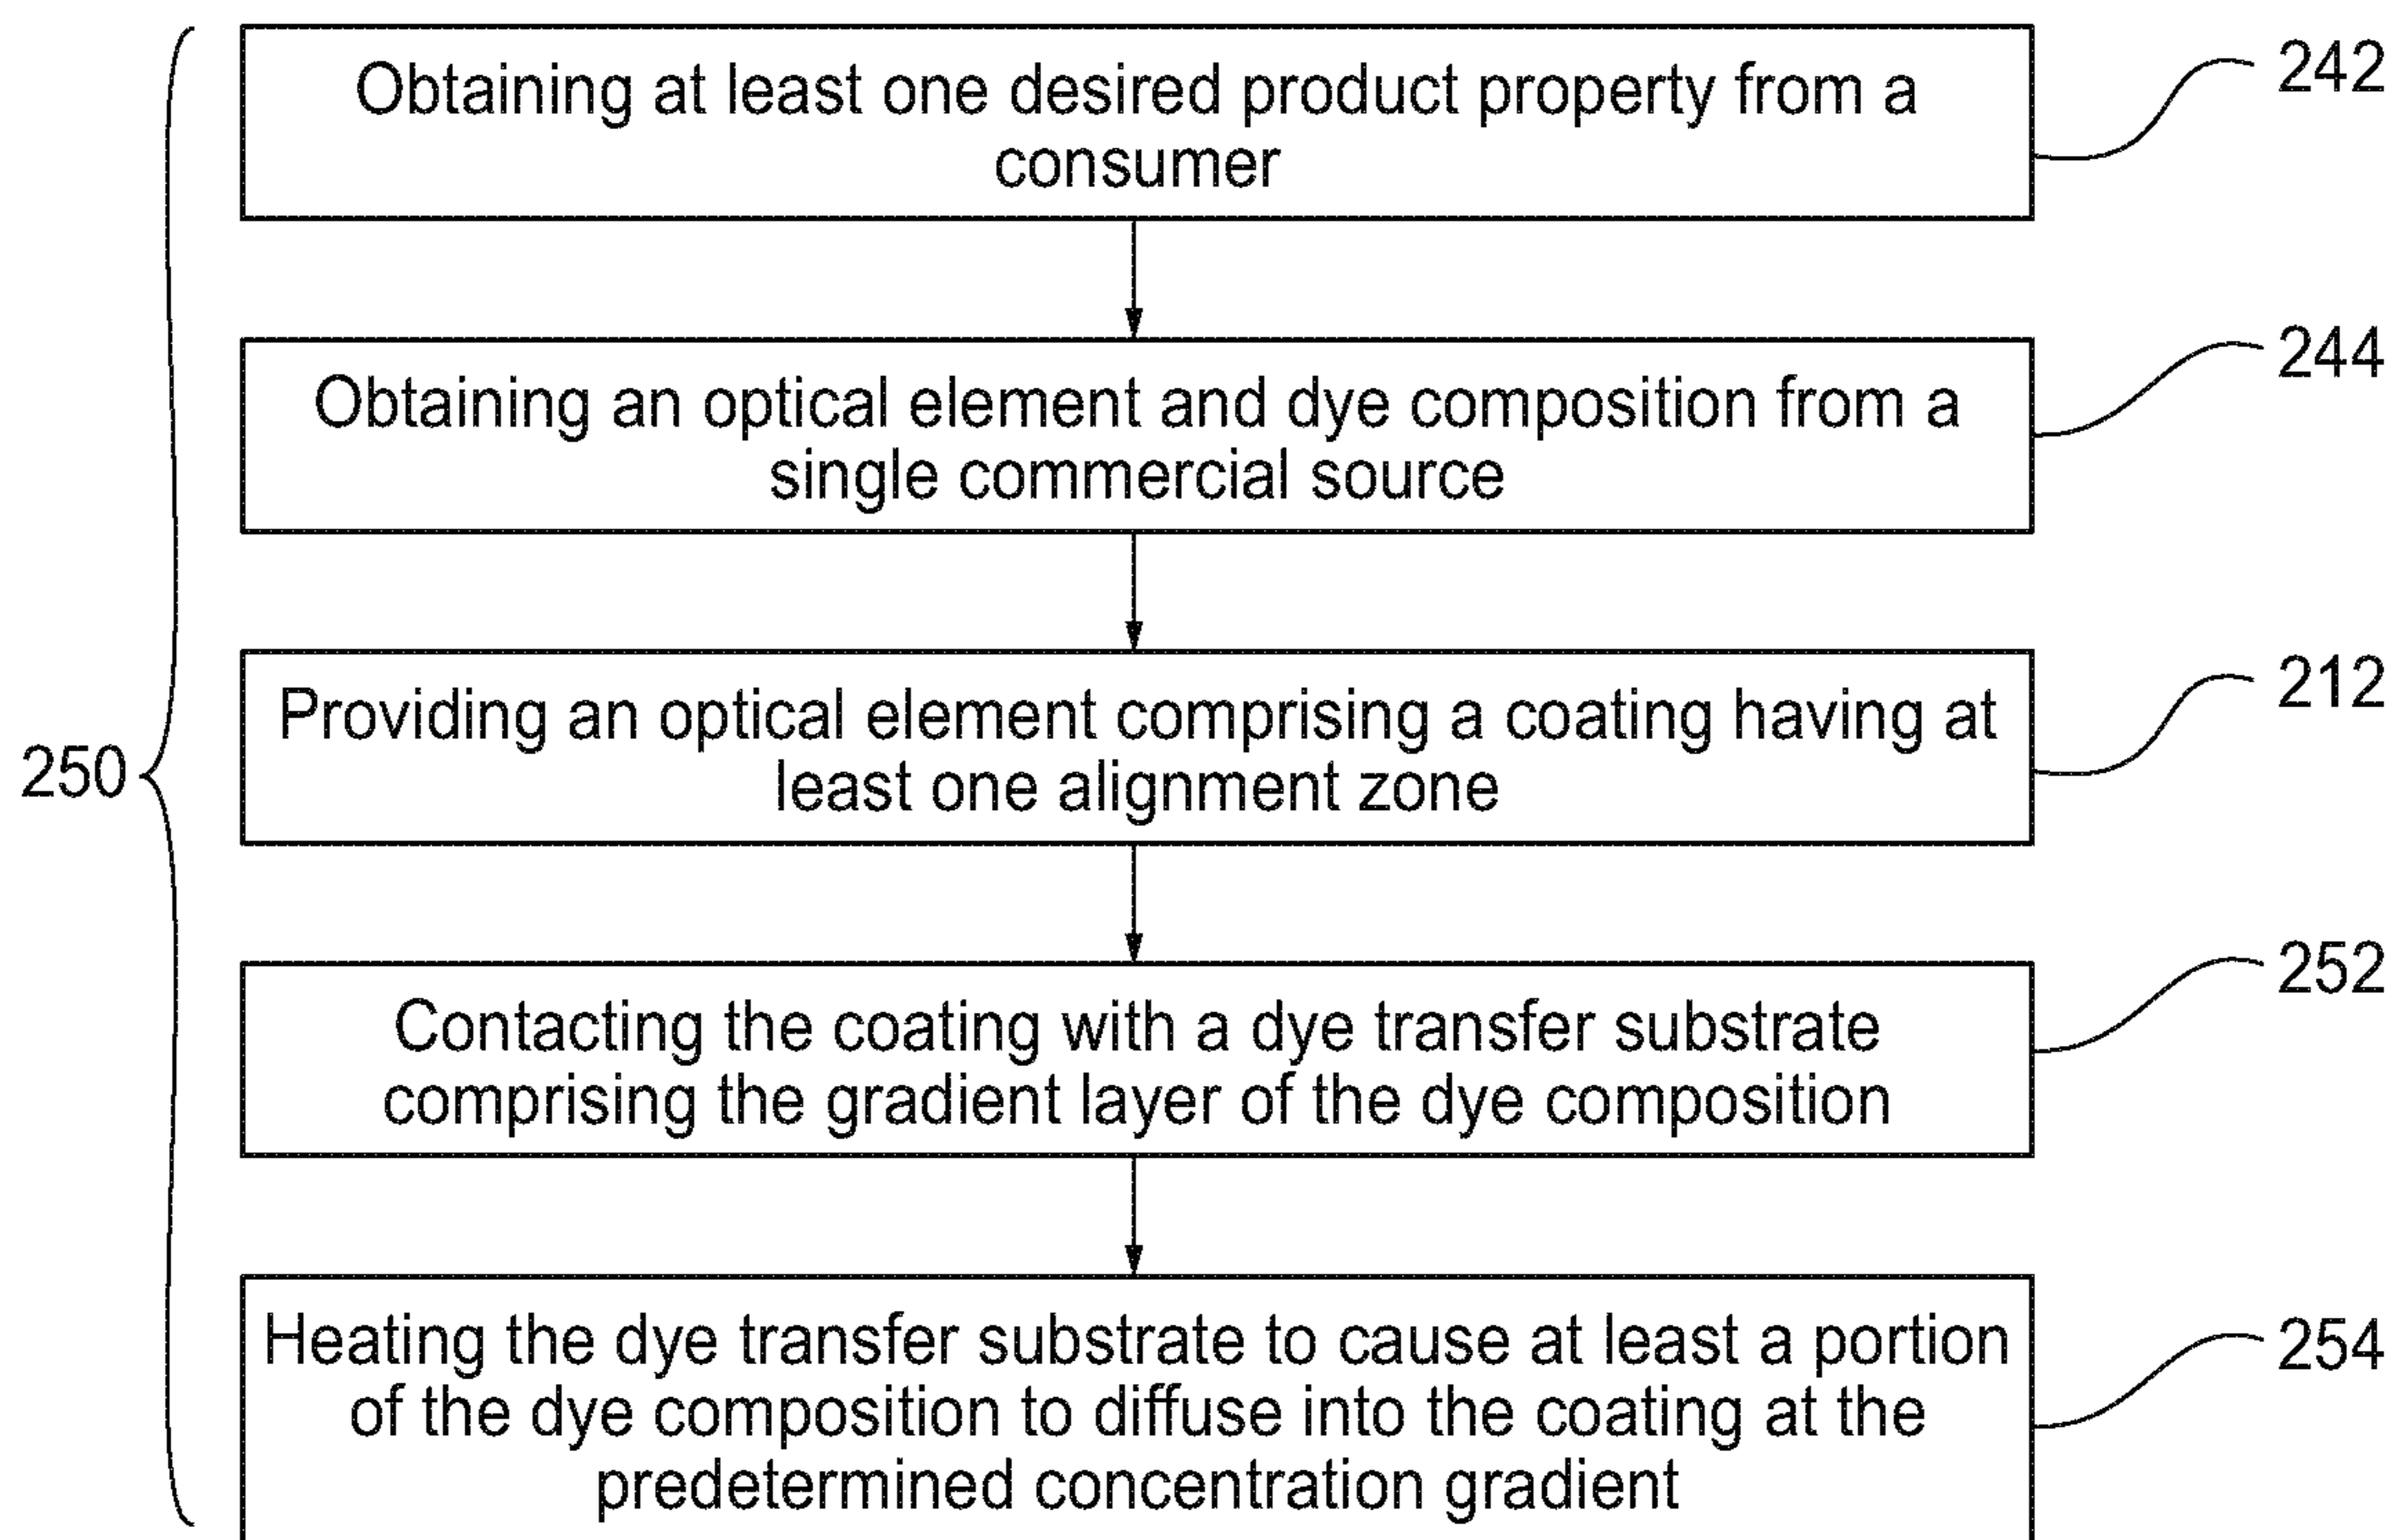 Obtaining at least one desired product property from a
consumer
242
Obtaining an optical element and dye composition from a
single commercial source
244
Providing an optical element comprising a coating having at
least one alignment zone
212
250
Contacting the coating with a dye transfer substrate
comprising the gradient layer of the dye composition
252
Heating the dye transfer substrate to cause at least a portion
of the dye composition to diffuse into the coating at the
predetermined concentration gradient
254